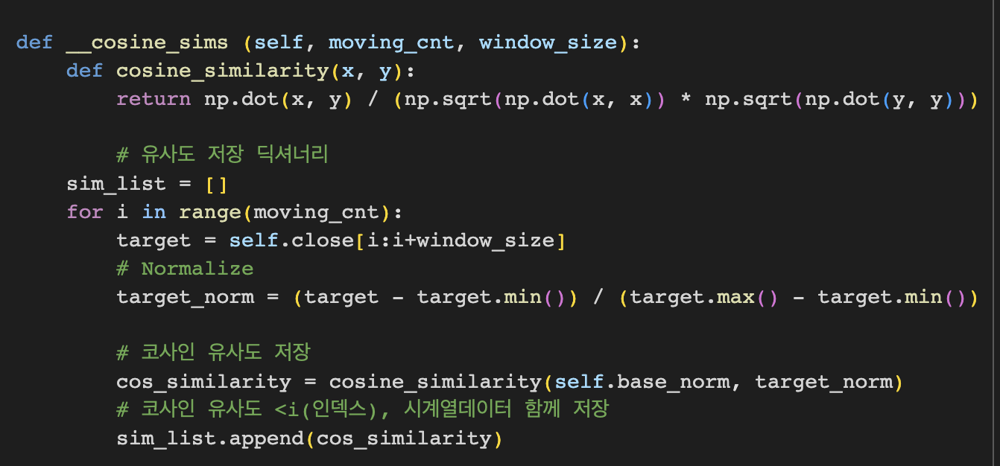 def __cosine_sims (self, moving_cnt, window_size):
    def cosine_similarity(x, y):
        return np.dot(x, y) / (np.sqrt(np.dot(x, x)) * np.sqrt(np.dot(y, y)))
        # 유사도 저장 딕셔너리
    sim_list = []
    for i in range(moving_cnt):
        target = self.close[i:i+window_size]
        # Normalize
        target_norm = (target - target.min()) / (target.max() - target.min())
        # 코사인 유사도 저장
        cos_similarity = cosine_similarity(self.base_norm, target_norm)
        # 코사인 유사도 <i(인덱스), 시계열데이터 함께 저장
        sim_list.append(cos_similarity)